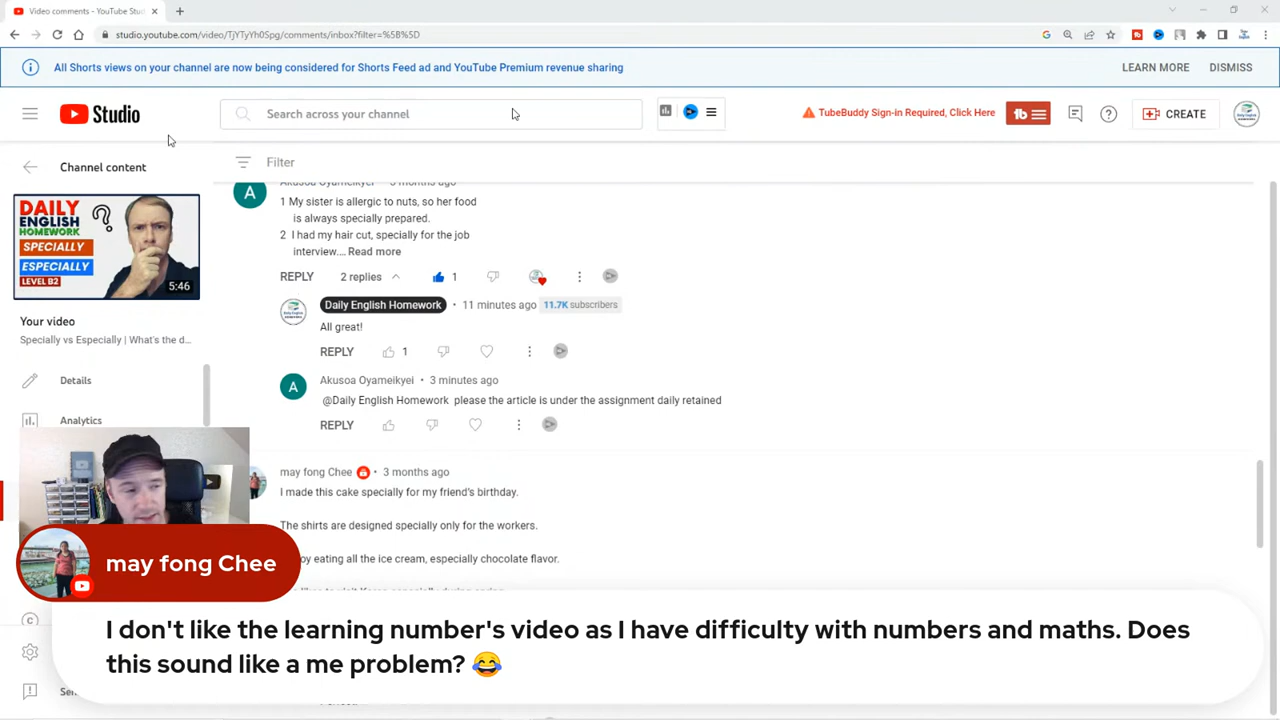 Video comments - YouTube Stud
studio.youtube.com/video/TjYTyYh0Spg/comments/inbox?filter=%5B%5D
All Shorts views on your channel are now being considered for Shorts Feed ad and YouTube Premium revenue sharing
LEARN MORE
DISMISS
Studio
Search across your channel
TubeBuddy Sign-in Required, Click Here
tb
CREATE
Channel content
Filter
DAILY
ENGLISH
HOMEWORK
SPECIALLY
ESPECIALLY
LEVEL B2
5:46
Your video
Specially vs Especially | What's the d...
Details
Analytics
A
Akusoa Oyameikyei • 3 months ago
1 My sister is allergic to nuts, so her food
is always specially prepared.
2 I had my hair cut, specially for the job
interview.... Read more
REPLY 2 replies 1
Daily English Homework • 11 minutes ago 11.7K subscribers
All great!
REPLY 1
A
Akusoa Oyameikyei • 3 minutes ago
@Daily English Homework please the article is under the assignment daily retained
REPLY
may fong Chee • 3 months ago
I made this cake specially for my friend's birthday.
The shirts are designed specially only for the workers.
eating all the ice cream, especially chocolate flavor.
may fong Chee
I don't like the learning number's video as I have difficulty with numbers and maths. Does
this sound like a me problem? 😂